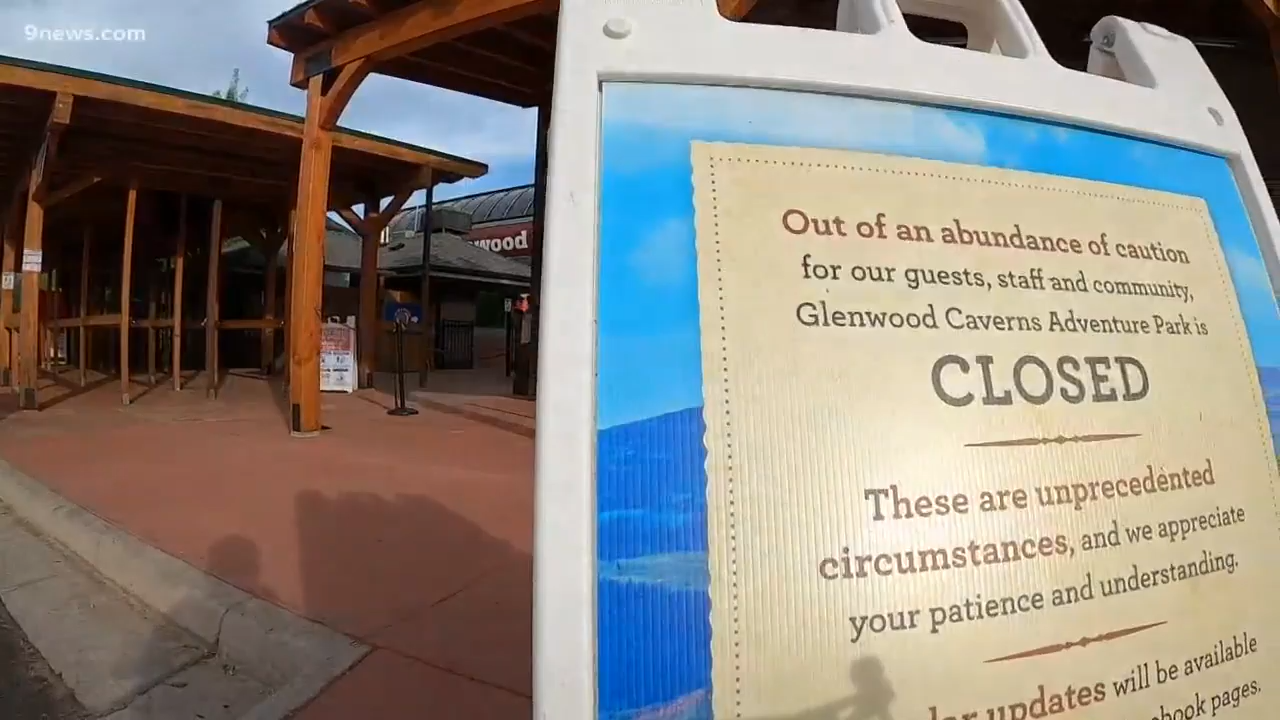 9news.com
wood
Out of an abundance of caution
for our guests, staff and community,
Glenwood Caverns Adventure Park is
CLOSED
These are unprecedented
circumstances, and we appreciate
your patience and understanding.
updates will be available
pages.